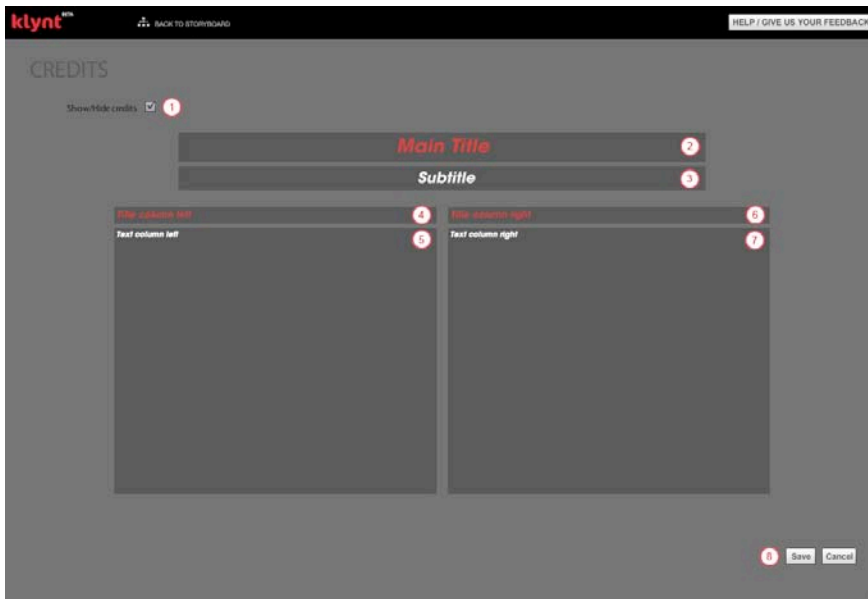 klynt BETA
BACK TO STORYBOARD
HELP / GIVE US YOUR FEEDBACK
CREDITS
Show/Hide credits 1
Main Title 2
Subtitle 3
Title column left 4
Title column right 6
Text column left 5
Text column right 7
8 Save Cancel